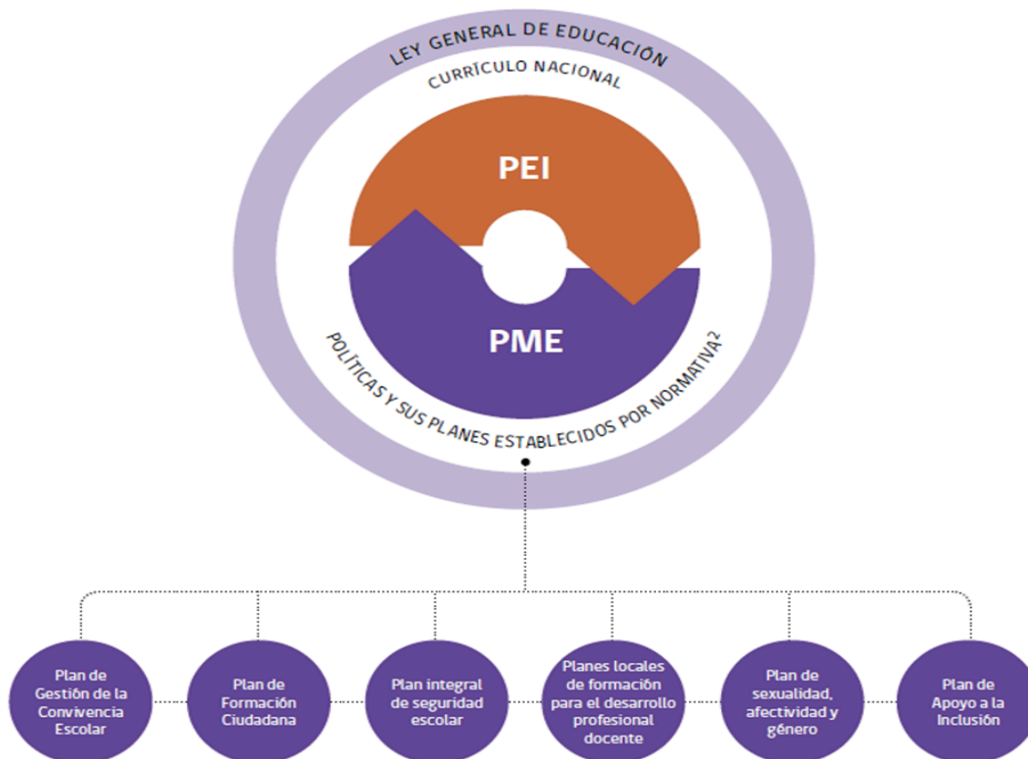 LEY GENERAL DE EDUCACIÓN
CURRÍCULO NACIONAL
PEI
PME
POLÍTICAS Y SUS PLANES ESTABLECIDOS POR NORMATIVA²
Plan de
Gestión de la
Convivencia
Escolar
Plan de
Formación
Ciudadana
Plan integral
de seguridad
escolar
Planes locales
de formación
para el desarrollo
profesional
docente
Plan de
sexualidad,
afectividad y
género
Plan de
Apoyo a la
Inclusión